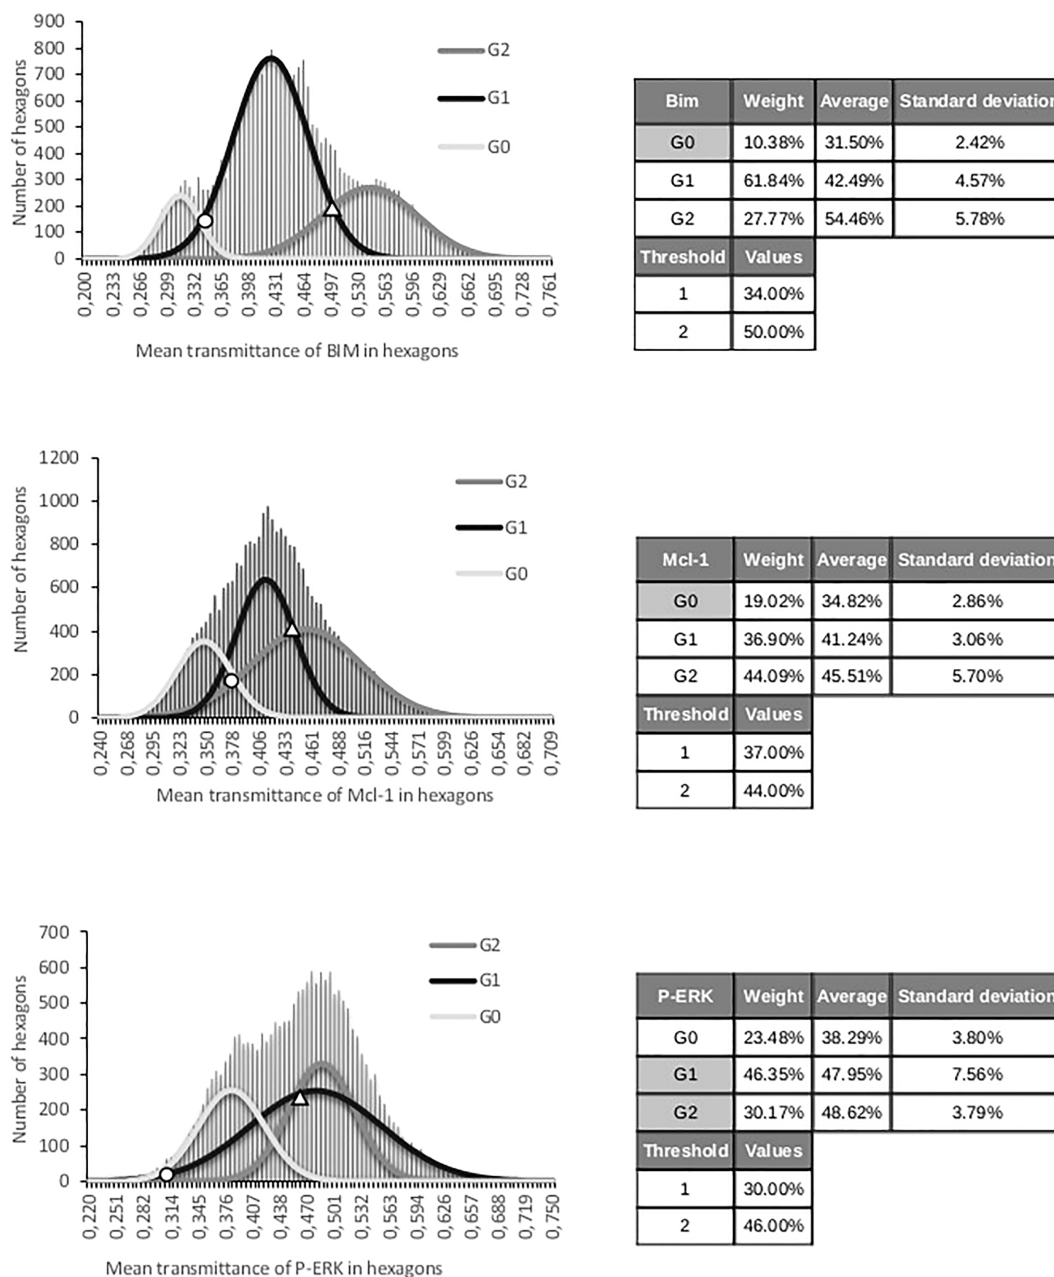 900
800
700
600
500
400
300
200
100
0
Number of hexagons
G2
G1
G0
0,200 0,233 0,266 0,299 0,332 0,365 0,398 0,431 0,464 0,497 0,530 0,563 0,596 0,629 0,662 0,695 0,728 0,761
Mean transmittance of BIM in hexagons
Bim Weight Average Standard deviation
G0 10.38% 31.50% 2.42%
G1 61.84% 42.49% 4.57%
G2 27.77% 54.46% 5.78%
Threshold Values
1 34.00%
2 50.00%
1200
1000
800
600
400
200
0
Number of hexagons
G2
G1
G0
0,240 0,268 0,295 0,323 0,350 0,378 0,406 0,433 0,461 0,488 0,516 0,544 0,571 0,599 0,626 0,654 0,682 0,709
Mean transmittance of Mcl-1 in hexagons
Mcl-1 Weight Average Standard deviation
G0 19.02% 34.82% 2.86%
G1 36.90% 41.24% 3.06%
G2 44.09% 45.51% 5.70%
Threshold Values
1 37.00%
2 44.00%
700
600
500
400
300
200
100
0
Number of hexagons
G2
G1
G0
0,220 0,251 0,282 0,314 0,345 0,376 0,407 0,438 0,470 0,501 0,532 0,563 0,594 0,626 0,657 0,688 0,719 0,750
Mean transmittance of P-ERK in hexagons
P-ERK Weight Average Standard deviation
G0 23.48% 38.29% 3.80%
G1 46.35% 47.95% 7.56%
G2 30.17% 48.62% 3.79%
Threshold Values
1 30.00%
2 46.00%